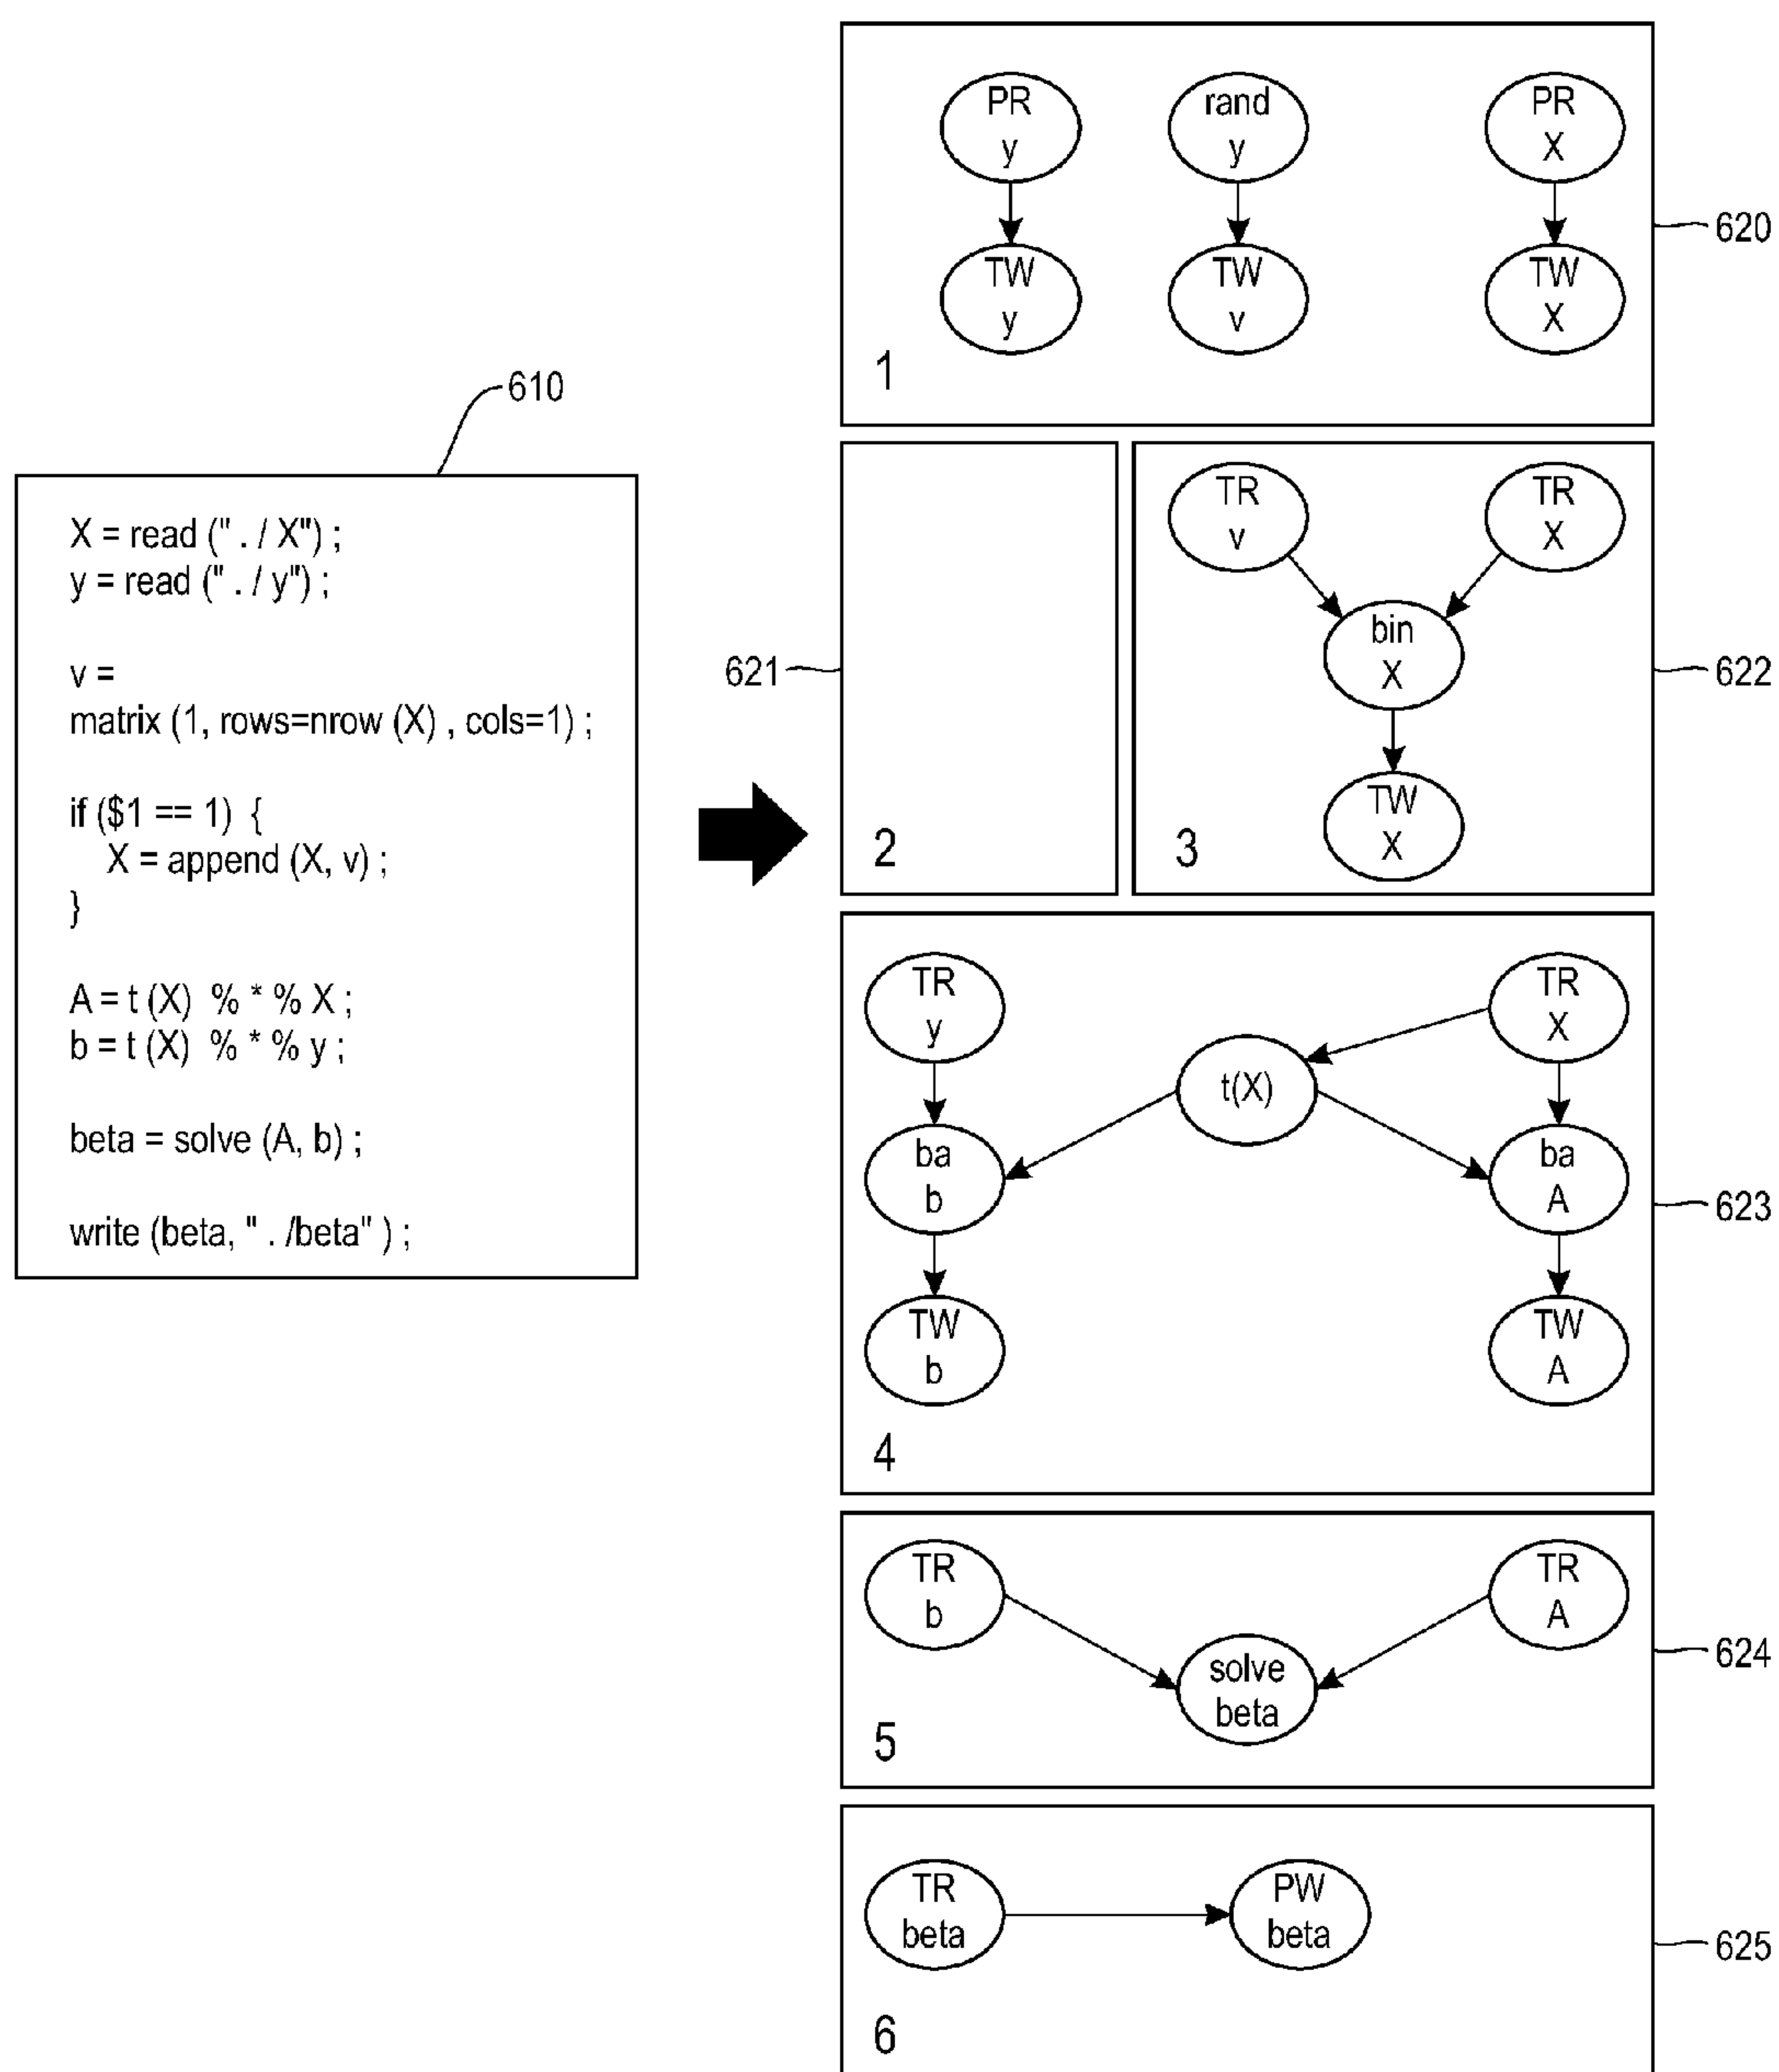 610
X = read (" . / X") ;
y = read (" . / y") ;
v =
matrix (1, rows=nrow (X) , cols=1) ;
if ($1 == 1) {
X = append (X, v) ;
}
A = t (X) % * % X ;
b = t (X) % * % y ;
beta = solve (A, b) ;
write (beta, " . /beta" ) ;
PR
y
rand
y
PR
X
TW
y
TW
v
TW
X
1
620
621
2
TR
v
TR
X
bin
X
TW
X
3
622
TR
y
TR
X
t(X)
ba
b
ba
A
TW
b
TW
A
4
623
TR
b
TR
A
solve
beta
5
624
TR
beta
PW
beta
6
625